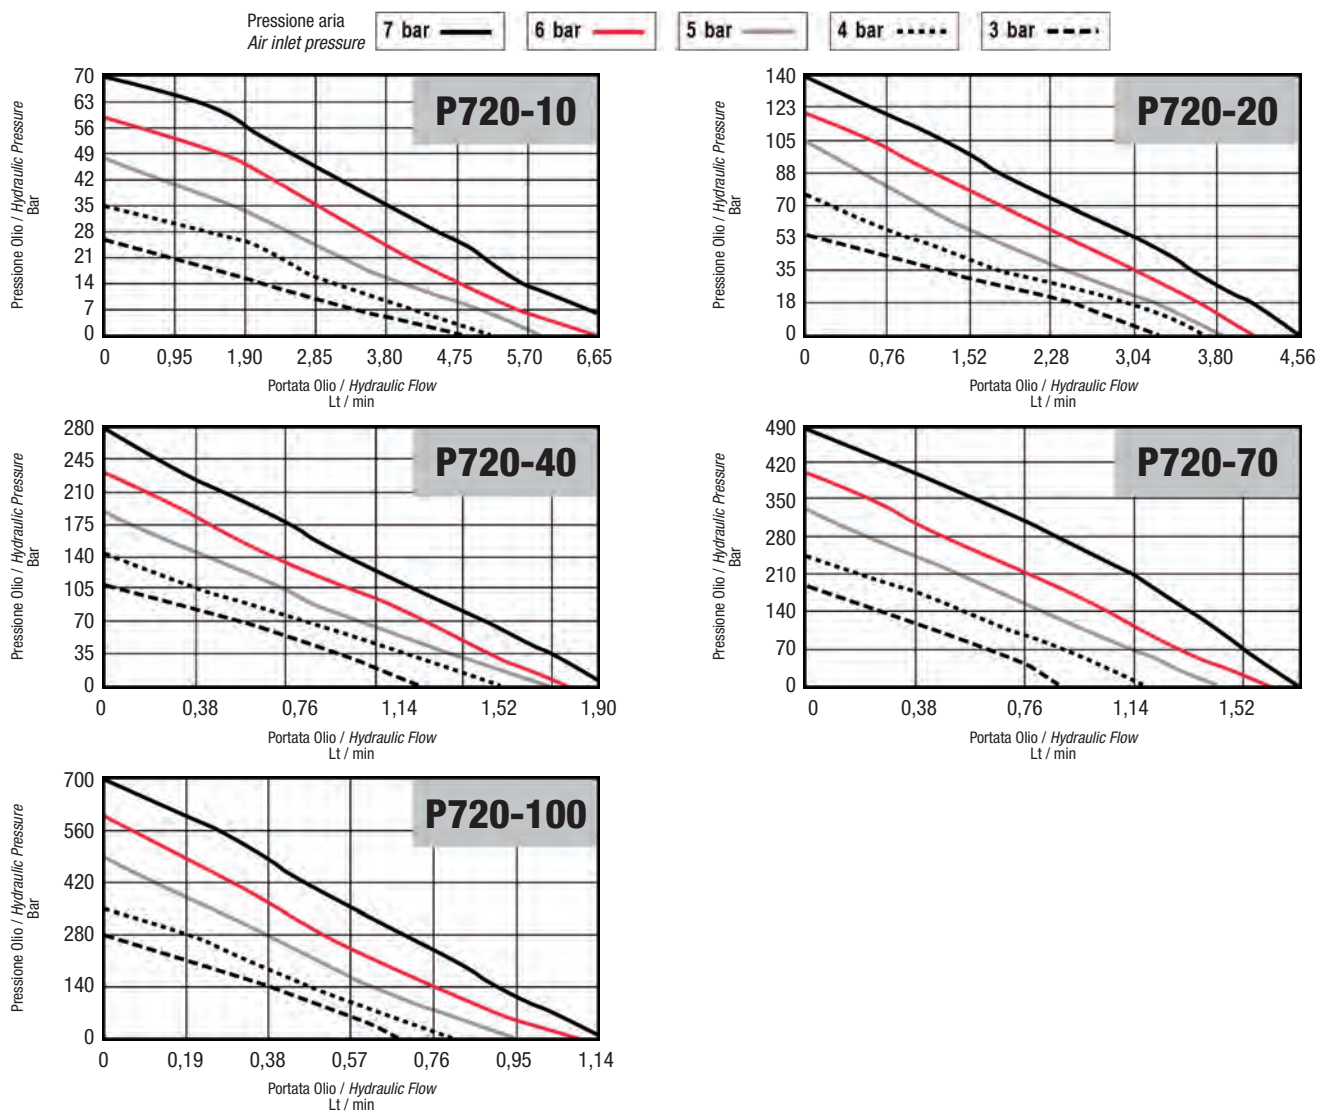 Pressione aria
Air inlet pressure
7 bar
6 bar
5 bar
4 bar
3 bar
P720-10
Pressione Olio / Hydraulic Pressure
Bar
70
63
56
49
42
35
28
21
14
7
0
0 0,95 1,90 2,85 3,80 4,75 5,70 6,65
Portata Olio / Hydraulic Flow
Lt / min
P720-20
Pressione Olio / Hydraulic Pressure
Bar
140
123
105
88
70
53
35
18
0
0 0,76 1,52 2,28 3,04 3,80 4,56
Portata Olio / Hydraulic Flow
Lt / min
P720-40
Pressione Olio / Hydraulic Pressure
Bar
280
245
210
175
140
105
70
35
0
0 0,38 0,76 1,14 1,52 1,90
Portata Olio / Hydraulic Flow
Lt / min
P720-70
Pressione Olio / Hydraulic Pressure
Bar
490
420
350
280
210
140
70
0
0 0,38 0,76 1,14 1,52
Portata Olio / Hydraulic Flow
Lt / min
P720-100
Pressione Olio / Hydraulic Pressure
Bar
700
560
420
280
140
0
0 0,19 0,38 0,57 0,76 0,95 1,14
Portata Olio / Hydraulic Flow
Lt / min